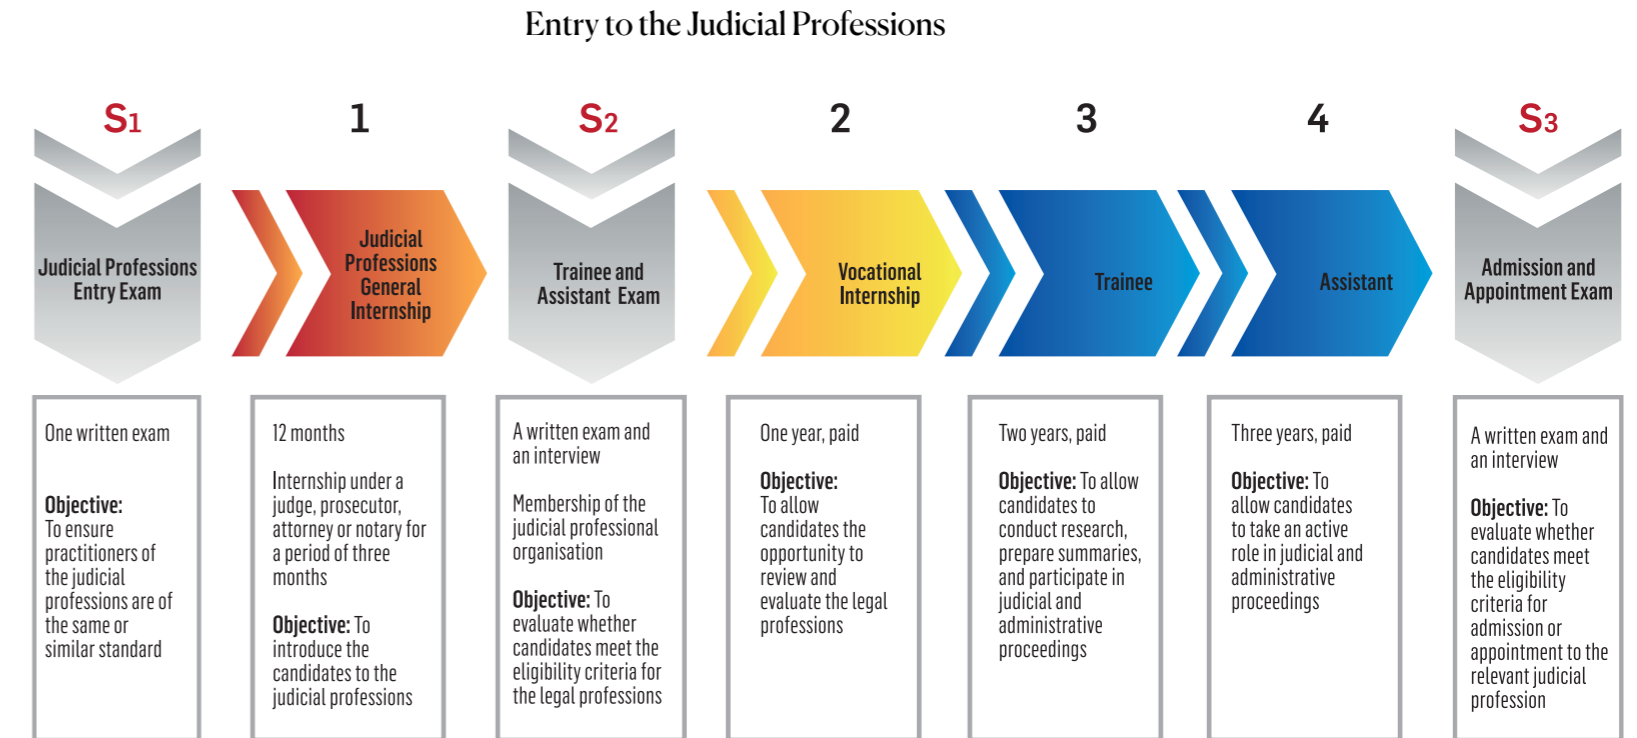 Entry to the Judicial Professions
S1
Judicial Professions
Entry Exam
One written exam
Objective:
To ensure
practitioners of
the judicial
professions are of
the same or
similar standard
1
Judicial
Professions
General
Internship
12 months
Internship under a
judge, prosecutor,
attorney or notary for
a period of three
months
Objective: To
introduce the
candidates to the
judicial professions
S2
Trainee and
Assistant Exam
A written exam and
an interview
Membership of the
judicial professional
organisation
Objective: To
evaluate whether
candidates meet the
eligibility criteria for
the legal professions
2
Vocational
Internship
One year, paid
Objective:
To allow
candidates the
opportunity to
review and
evaluate the legal
professions
3
Trainee
Two years, paid
Objective: To allow
candidates to
conduct research,
prepare summaries,
and participate in
judicial and
administrative
proceedings
4
Assistant
Three years, paid
Objective: To
allow candidates
to take an active
role in judicial and
administrative
proceedings
S3
Admission and
Appointment Exam
A written exam and
an interview
Objective: To
evaluate whether
candidates meet
the eligibility
criteria for
admission or
appointment to the
relevant judicial
profession